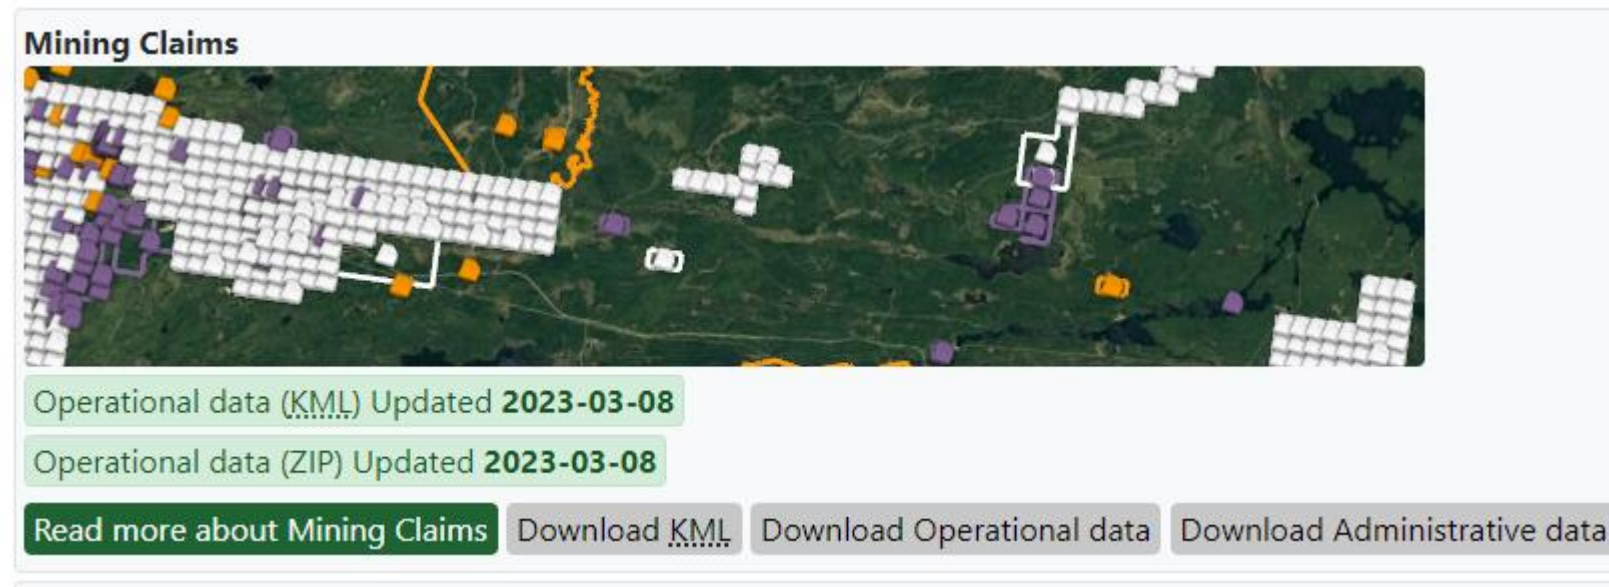 Mining Claims
Operational data (KML) Updated 2023-03-08
Operational data (ZIP) Updated 2023-03-08
Read more about Mining Claims Download KML Download Operational data Download Administrative data